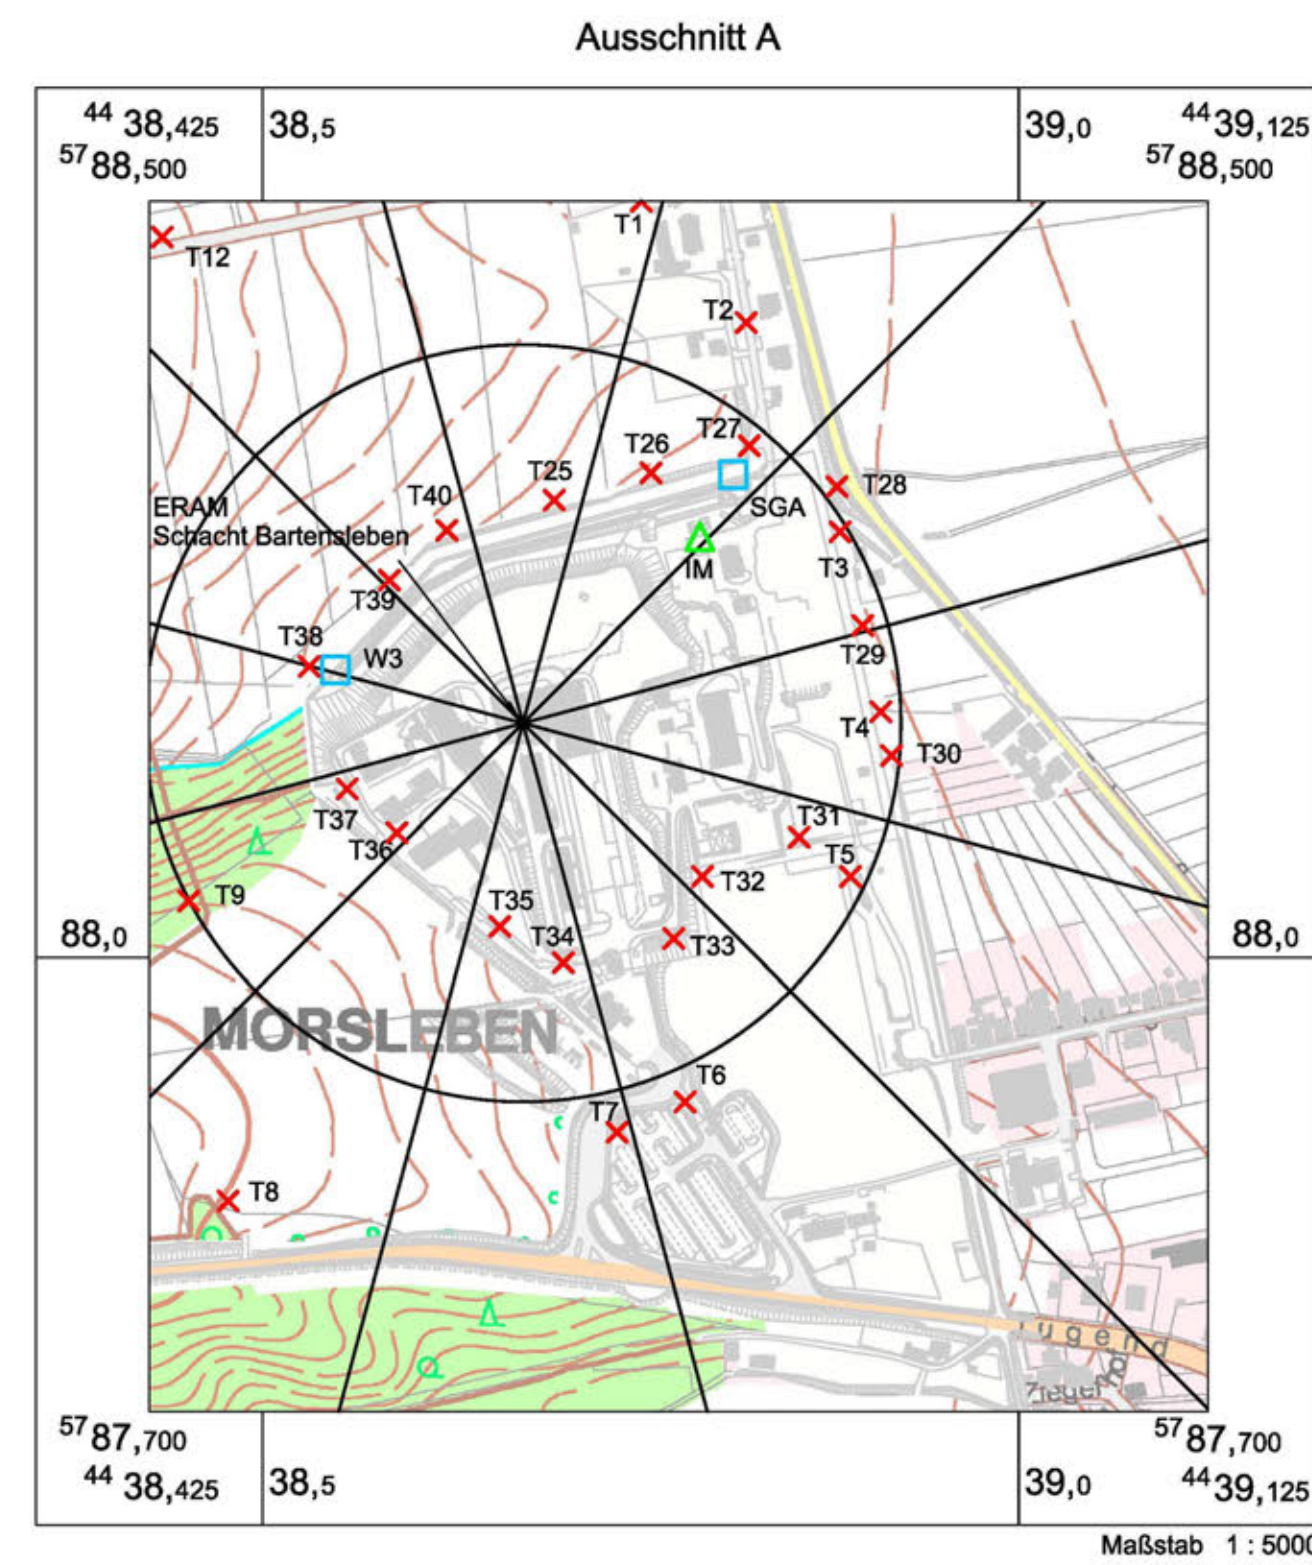 Ausschnitt A
44 38,425
38,5
39,0
44 39,125
57 88,500
57 88,500
T1
T12
T2
T27
T26
T25
T28
T40
ERAM
SGA
Schacht Bartensleben
T3
IM
T39
T38
W3
T29
T4
T30
T37
T31
T36
T5
T32
T9
T35
T34
T33
88,0
88,0
MORSLEBEN
T6
T7
T8
ugend
57 87,700
57 87,700
44 38,425
38,5
39,0
44 39,125
Maßstab 1 : 5000